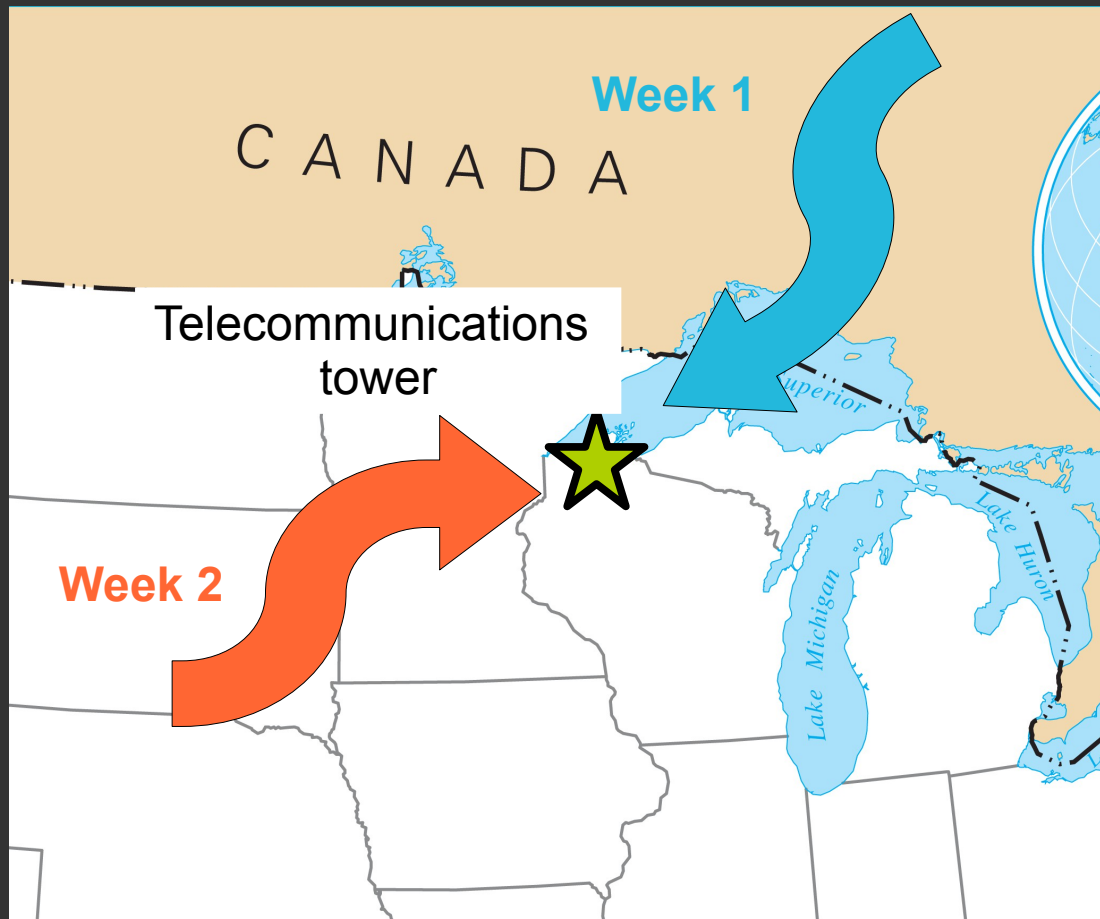 Week 1
CANADA
Telecommunications
tower
Superior
Lake Huron
Week 2
Lake Michigan